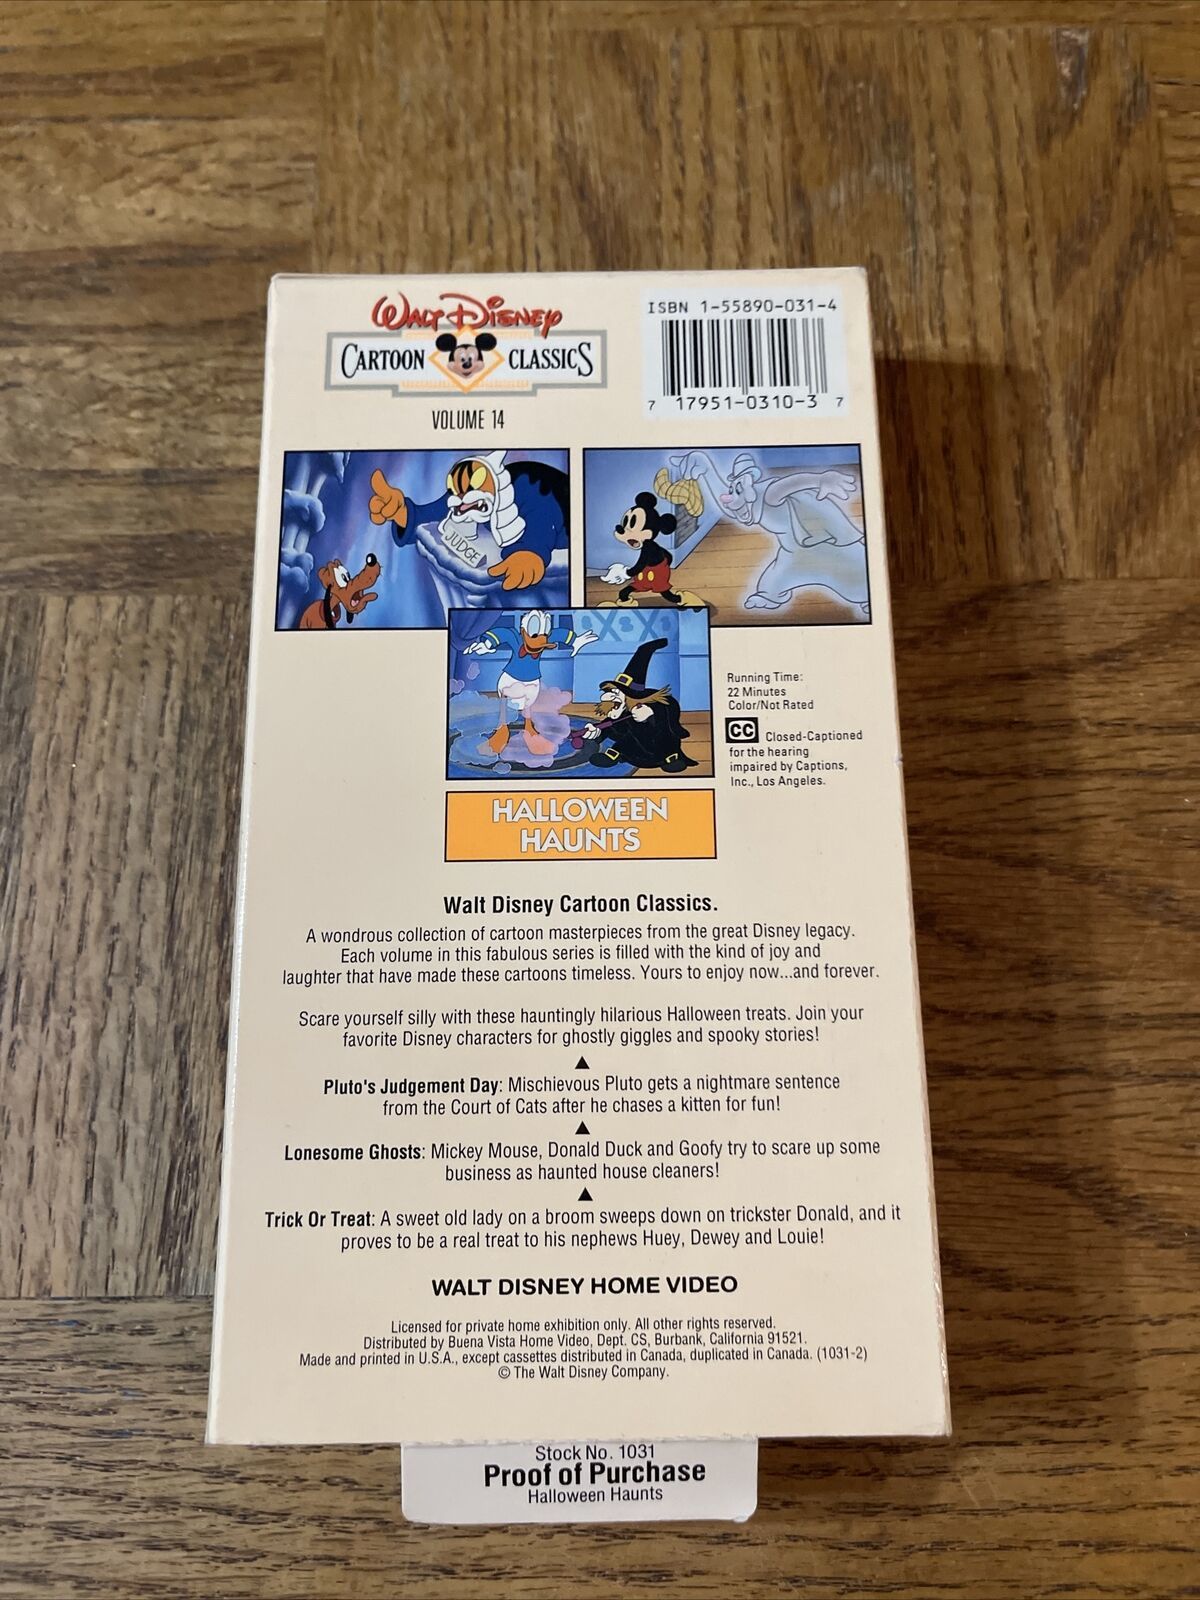 Walt Disney
CARTOON CLASSICS
VOLUME 14
ISBN 1-55890-031-4
7 17951-0310-3 7
JUDGE
Running Time:
22 Minutes
Color/Not Rated
CC Closed-Captioned
for the hearing
impaired by Captions,
Inc., Los Angeles.
HALLOWEEN
HAUNTS
Walt Disney Cartoon Classics.
A wondrous collection of cartoon masterpieces from the great Disney legacy.
Each volume in this fabulous series is filled with the kind of joy and
laughter that have made these cartoons timeless. Yours to enjoy now...and forever.
Scare yourself silly with these hauntingly hilarious Halloween treats. Join your
favorite Disney characters for ghostly giggles and spooky stories!
Pluto's Judgement Day: Mischievous Pluto gets a nightmare sentence
from the Court of Cats after he chases a kitten for fun!
Lonesome Ghosts: Mickey Mouse, Donald Duck and Goofy try to scare up some
business as haunted house cleaners!
Trick Or Treat: A sweet old lady on a broom sweeps down on trickster Donald, and it
proves to be a real treat to his nephews Huey, Dewey and Louie!
WALT DISNEY HOME VIDEO
Licensed for private home exhibition only. All other rights reserved.
Distributed by Buena Vista Home Video, Dept. CS, Burbank, California 91521.
Made and printed in U.S.A., except cassettes distributed in Canada, duplicated in Canada. (1031-2)
© The Walt Disney Company.
Stock No. 1031
Proof of Purchase
Halloween Haunts